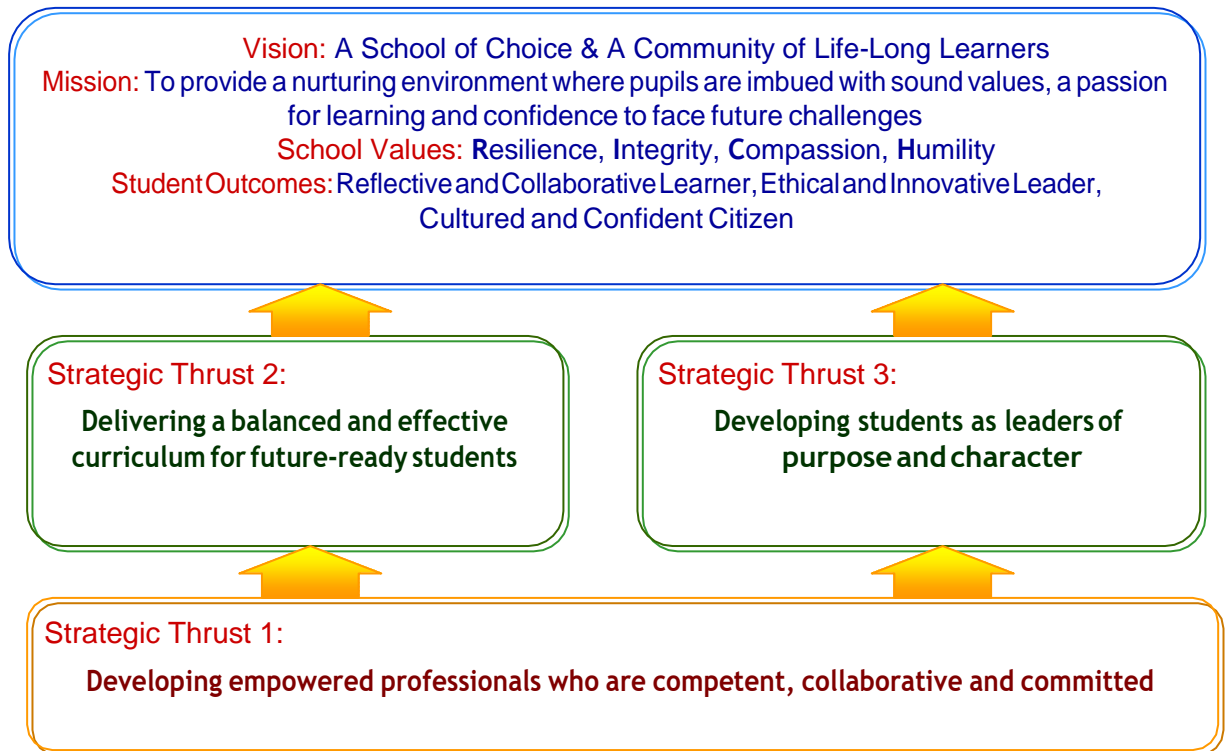 Vision: A School of Choice & A Community of Life-Long Learners
Mission: To provide a nurturing environment where pupils are imbued with sound values, a passion
for learning and confidence to face future challenges
School Values: Resilience, Integrity, Compassion, Humility
Student Outcomes: Reflective and Collaborative Learner, Ethical and Innovative Leader,
Cultured and Confident Citizen
Strategic Thrust 2:
Delivering a balanced and effective
curriculum for future-ready students
Strategic Thrust 3:
Developing students as leaders of
purpose and character
Strategic Thrust 1:
Developing empowered professionals who are competent, collaborative and committed